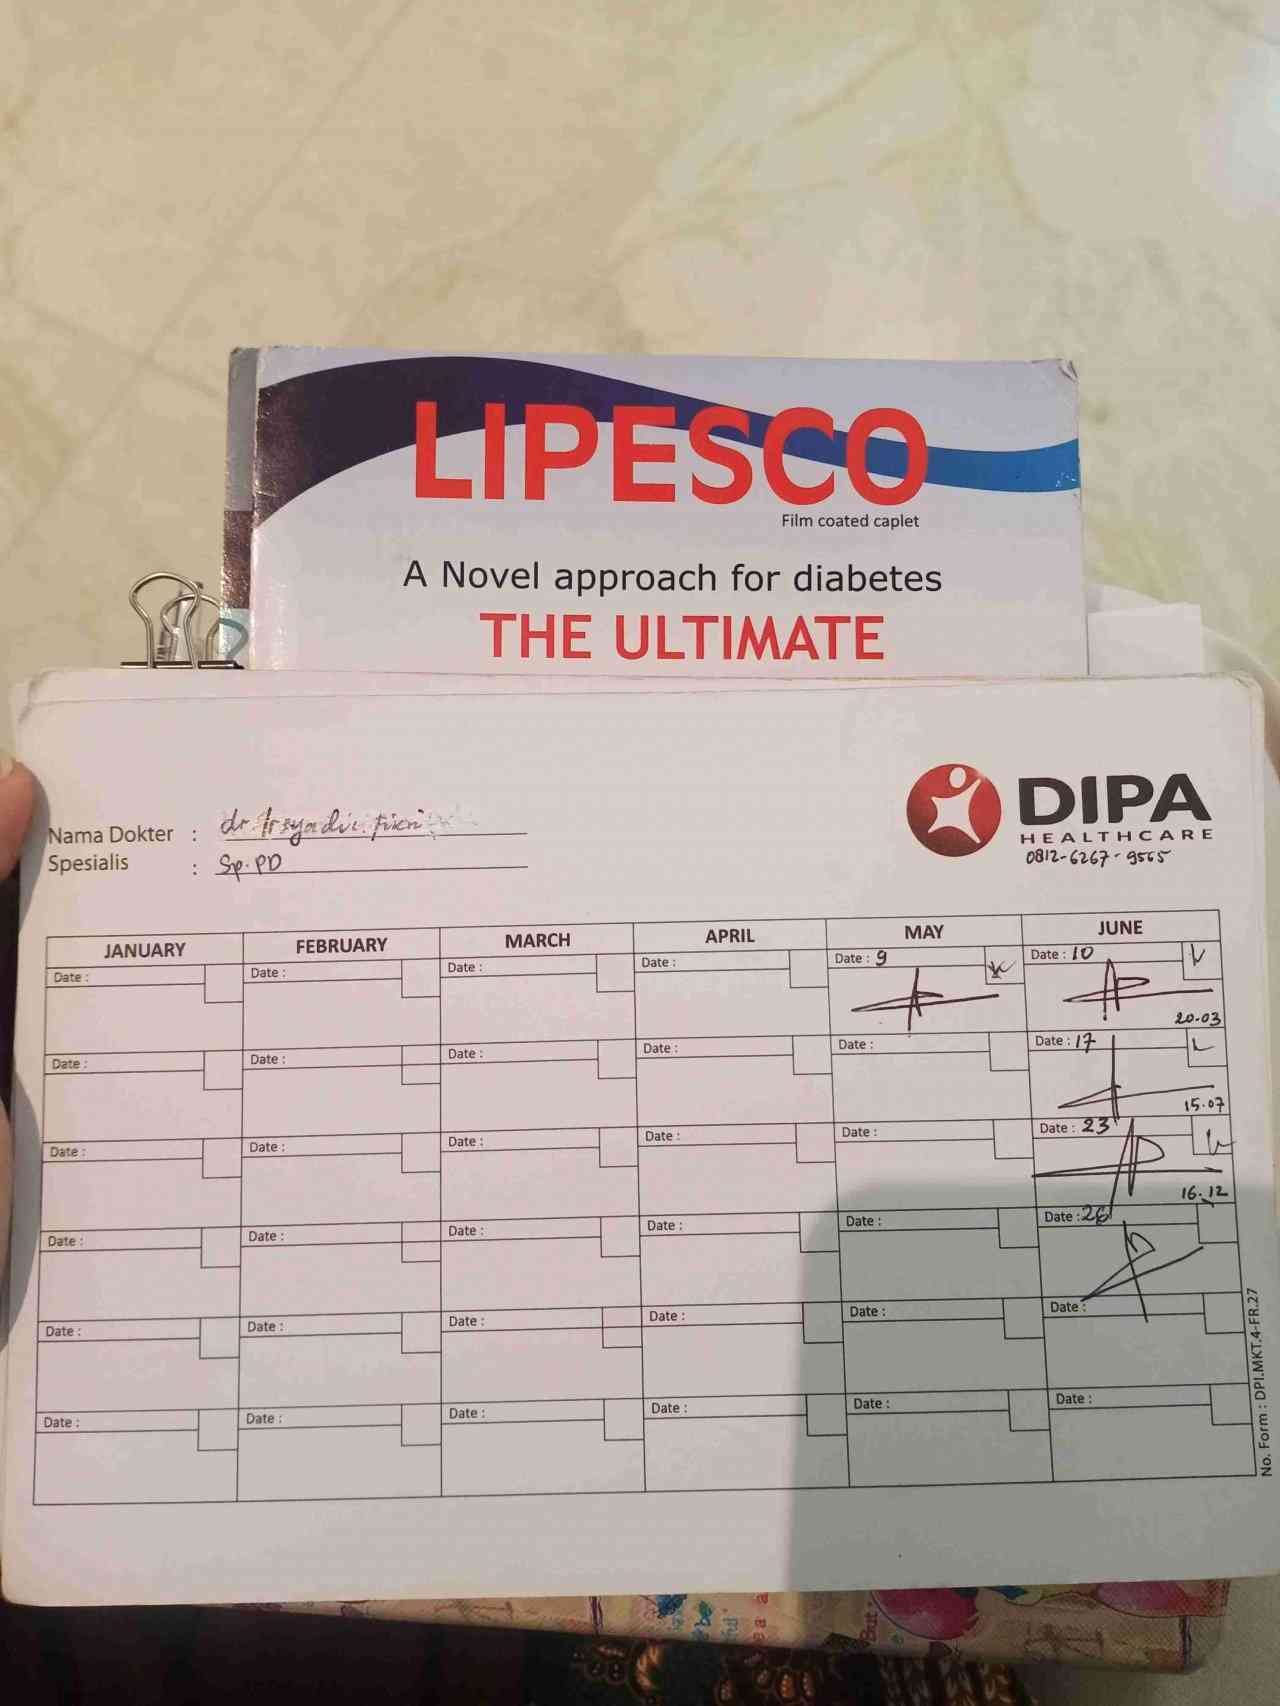 LIPESCO
Film coated caplet
A Novel approach for diabetes
THE ULTIMATE
DIPA
HEALTHCARE
0812-6267-9565
Nama Dokter : dr
Spesialis : Sp.PD
JANUARY FEBRUARY MARCH APRIL MAY JUNE
Date : Date : Date : Date : Date : 9 Date : 10
20.03
Date : Date : Date : Date : Date : Date : 17
15.07
Date : Date : Date : Date : Date : Date : 23
16.12
Date : Date : Date : Date : Date : Date : 26
Date : Date : Date : Date : Date : Date :
Date : Date : Date : Date : Date : Date :
No. Form : DPI.MKT.4-FR.27
be
But